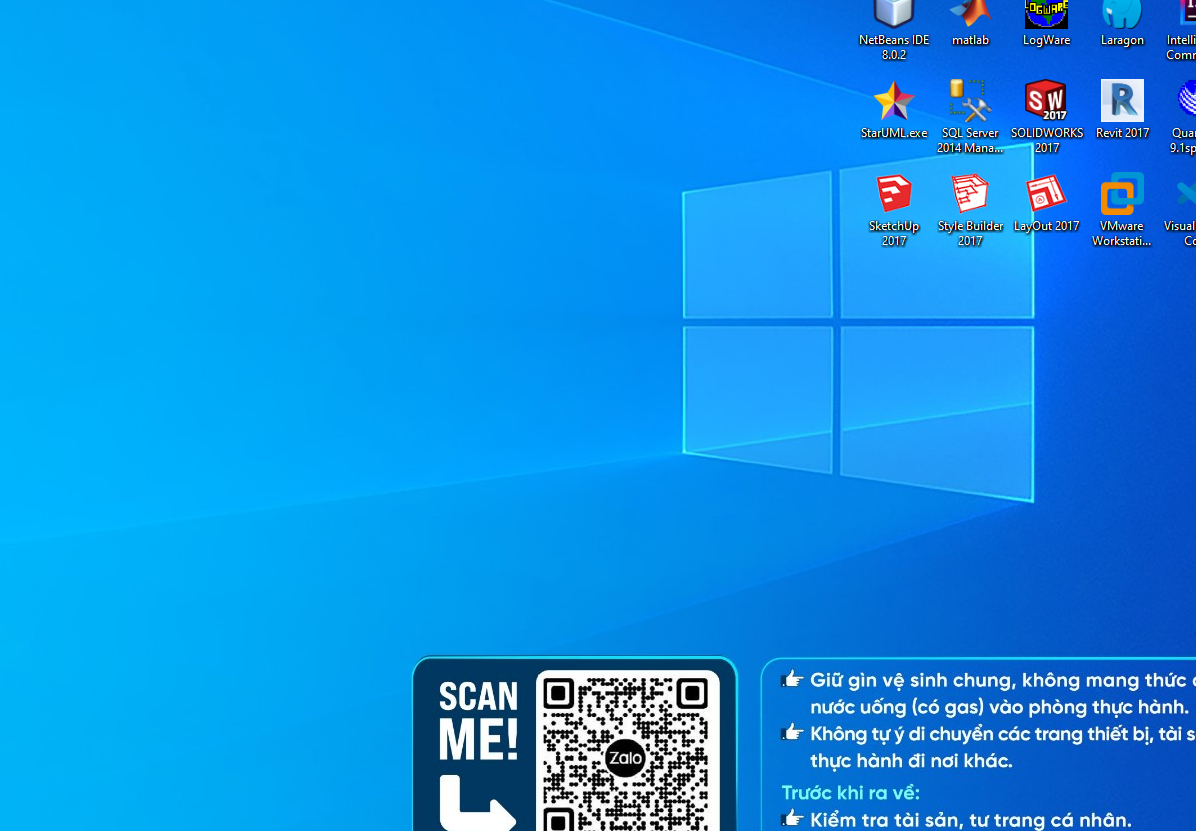 NetBeans IDE 8.0.2
matlab
LogWare
Laragon
StarUML.exe
SQL Server 2014 Mana...
SOLIDWORKS 2017
Revit 2017
SketchUp 2017
Style Builder 2017
LayOut 2017
VMware Workstati...
SCAN
ME!
Zalo
Giữ gìn vệ sinh chung, không mang thức
nước uống (có gas) vào phòng thực hành.
Không tự ý di chuyển các trang thiết bị, tài s
thực hành đi nơi khác.
Trước khi ra về:
Kiểm tra tài sản, tư trang cá nhân.